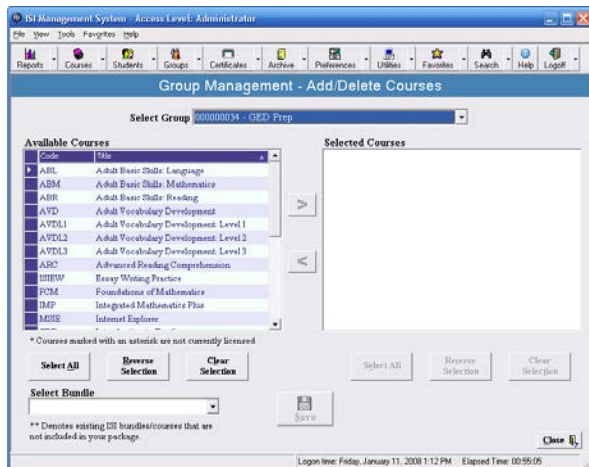 ISI Management System - Access Level: Administrator
File View Tools Favorites Help
Reports Courses Students Groups Certificates Archive Preferences Utilities Favorites Search Help Logoff
Group Management - Add/Delete Courses
Select Group 000000034 - GED Prep
Available Courses
Selected Courses
Code Title
ABL Adult Basic Skills: Language
ABM Adult Basic Skills: Mathematics
ABR Adult Basic Skills: Reading
AVD Adult Vocabulary Development
AVDL1 Adult Vocabulary Development: Level 1
AVDL2 Adult Vocabulary Development: Level 2
AVDL3 Adult Vocabulary Development: Level 3
ARC Advanced Reading Comprehension
ISIEW Essay Writing Practice
FCM Foundations of Mathematics
IMP Integrated Mathematics Plus
MSIE Internet Explorer
>
<
* Courses marked with an asterisk are not currently licensed
Select All
Reverse
Selection
Clear
Selection
Select All
Reverse
Selection
Clear
Selection
Select Bundle
Save
** Denotes existing ISI bundles/courses that are
not included in your package.
Close
Logon time: Friday, January 11, 2008 1:12 PM Elapsed Time: 00:55:05